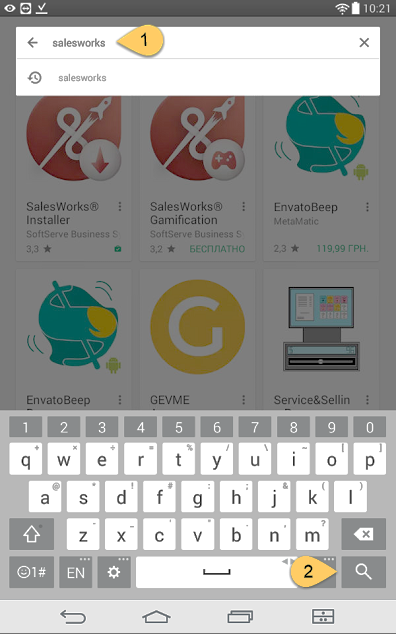 10:21
salesworks
1
salesworks
SalesWorks®
Installer
SoftServe Business S
3,3
SalesWorks®
Gamification
SoftServe Business S
3,2 БЕСПЛАТНО
EnvatoBeep
MetaMatic
2,3 119,99 ГРН.
EnvatoBeep
GEVME
Service&Sellin
1 2 3 4 5 6 7 8 9 0
+ × ÷ = % / \ ~ [ ]
q w e r t y u i o p
@ * ! # : ; & ( )
a s d f g h j k l
- _ " ' , . ?
z x c v b n m
1# EN 2